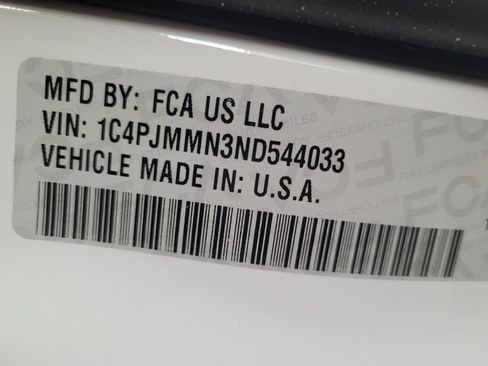 MFD BY: FCA US LLC
VIN: 1C4PJMMN3ND544033
VEHICLE MADE IN: U.S.A.